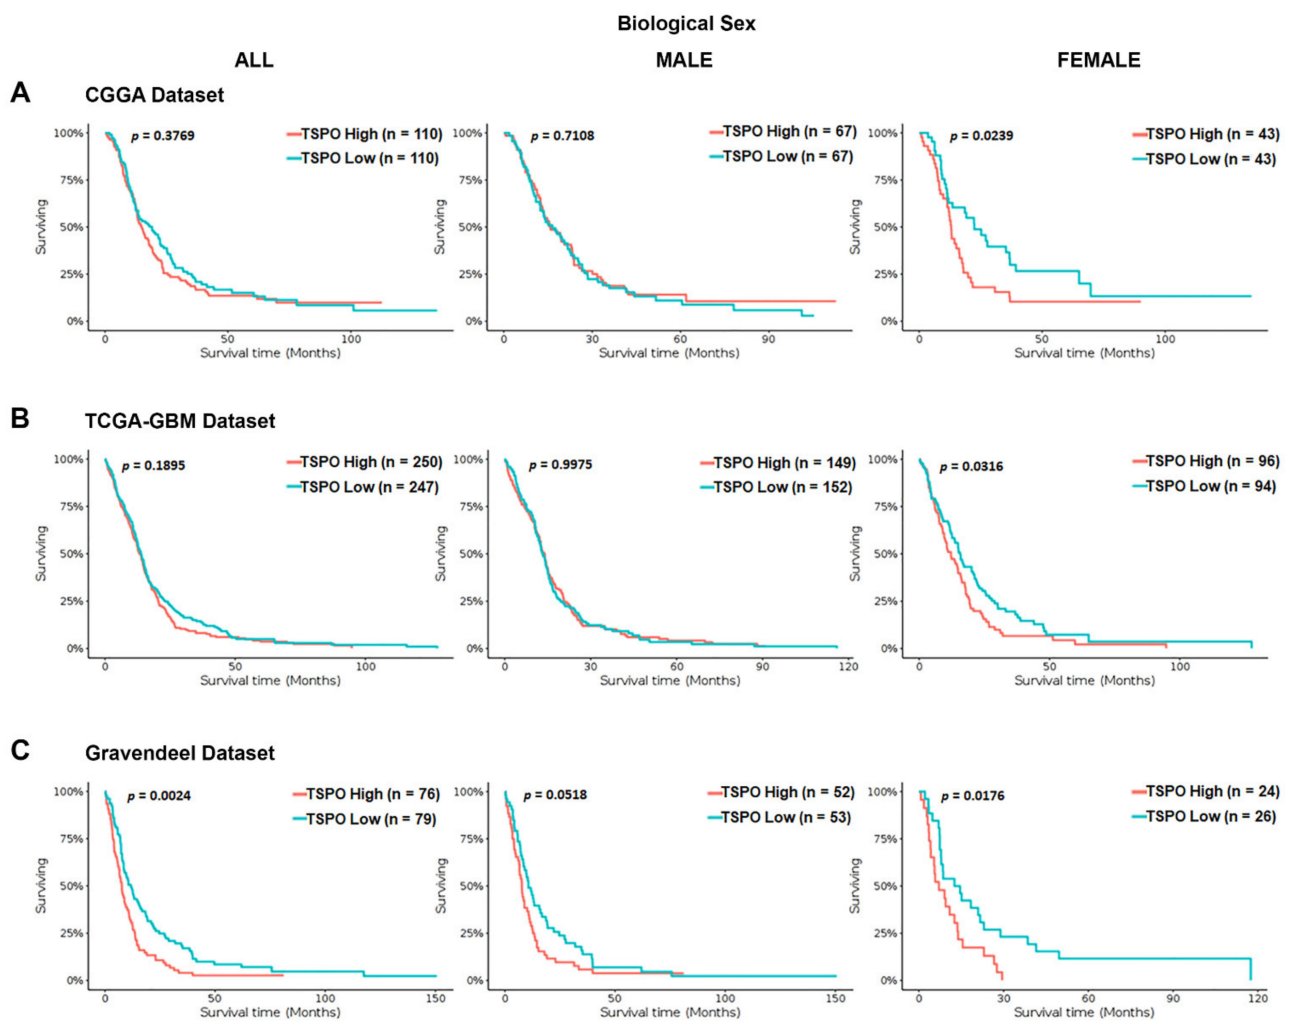 Biological Sex
ALL MALE FEMALE
A CGGA Dataset
p = 0.3769
TSPO High (n = 110)
TSPO Low (n = 110)
100%
75%
50%
25%
0%
Surviving
0 50 100
Survival time (Months)
p = 0.7108
TSPO High (n = 67)
TSPO Low (n = 67)
100%
75%
50%
25%
0%
Surviving
0 30 60 90
Survival time (Months)
p = 0.0239
TSPO High (n = 43)
TSPO Low (n = 43)
100%
75%
50%
25%
0%
Surviving
0 50 100
Survival time (Months)
B TCGA-GBM Dataset
p = 0.1895
TSPO High (n = 250)
TSPO Low (n = 247)
100%
75%
50%
25%
0%
Surviving
0 50 100
Survival time (Months)
p = 0.9975
TSPO High (n = 149)
TSPO Low (n = 152)
100%
75%
50%
25%
0%
Surviving
0 30 60 90 120
Survival time (Months)
p = 0.0316
TSPO High (n = 96)
TSPO Low (n = 94)
100%
75%
50%
25%
0%
Surviving
0 50 100
Survival time (Months)
C Gravendeel Dataset
p = 0.0024
TSPO High (n = 76)
TSPO Low (n = 79)
100%
75%
50%
25%
0%
Surviving
0 50 100 150
Survival time (Months)
p = 0.0518
TSPO High (n = 52)
TSPO Low (n = 53)
100%
75%
50%
25%
0%
Surviving
0 50 100 150
Survival time (Months)
p = 0.0176
TSPO High (n = 24)
TSPO Low (n = 26)
100%
75%
50%
25%
0%
Surviving
0 30 60 90 120
Survival time (Months)